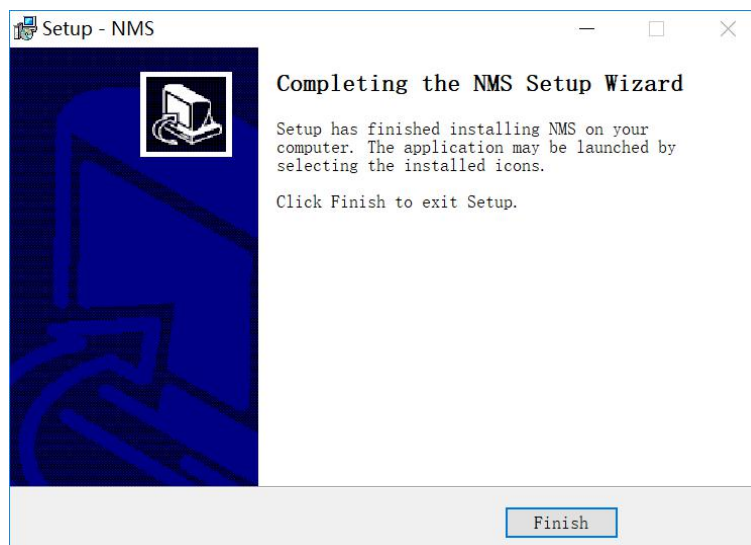 Setup - NMS
Completing the NMS Setup Wizard
Setup has finished installing NMS on your
computer. The application may be launched by
selecting the installed icons.
Click Finish to exit Setup.
Finish